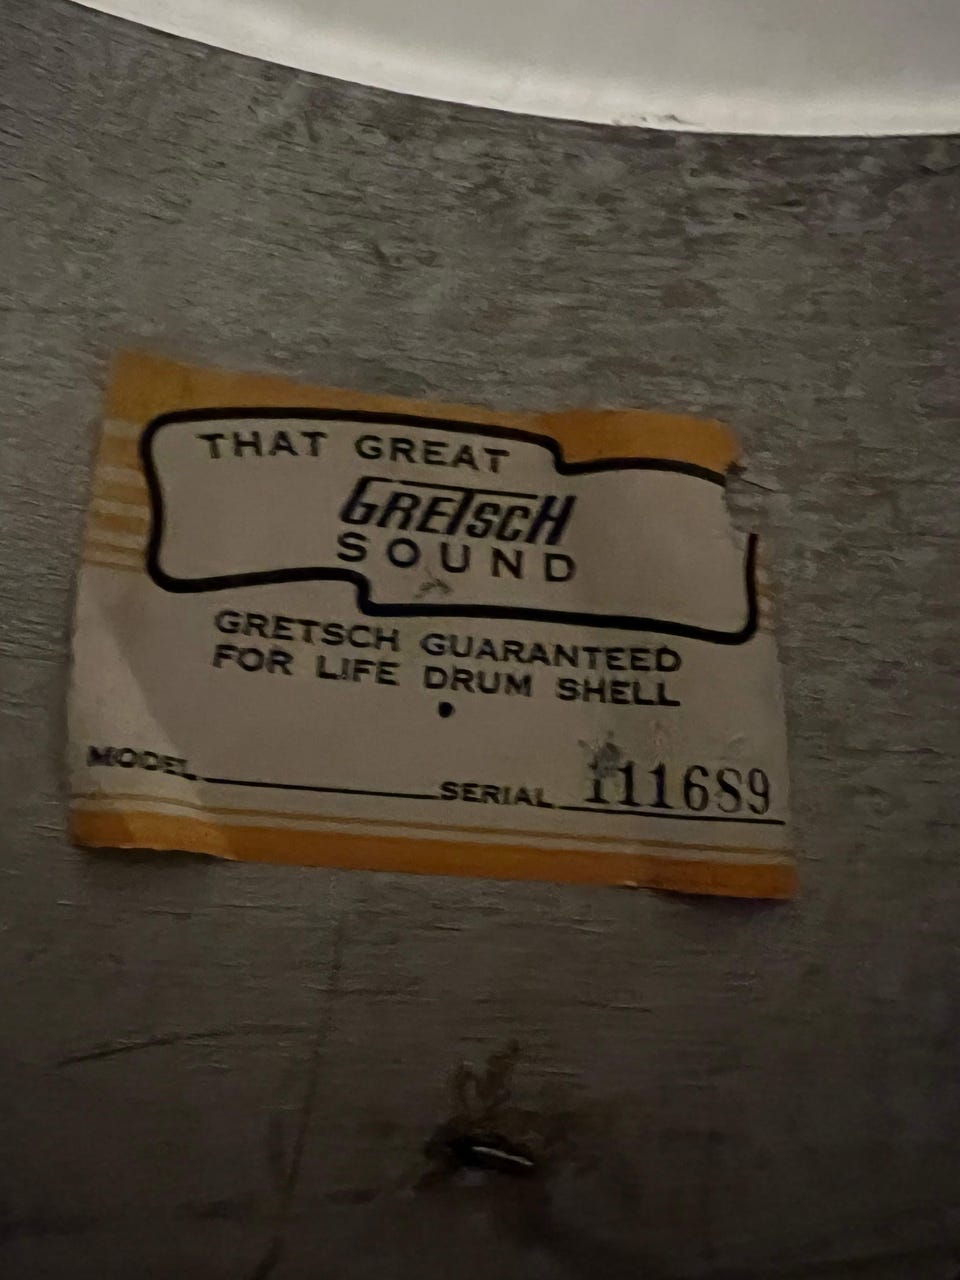 THAT GREAT
GRETSCH
SOUND
GRETSCH GUARANTEED
FOR LIFE DRUM SHELL
MODEL SERIAL 111689